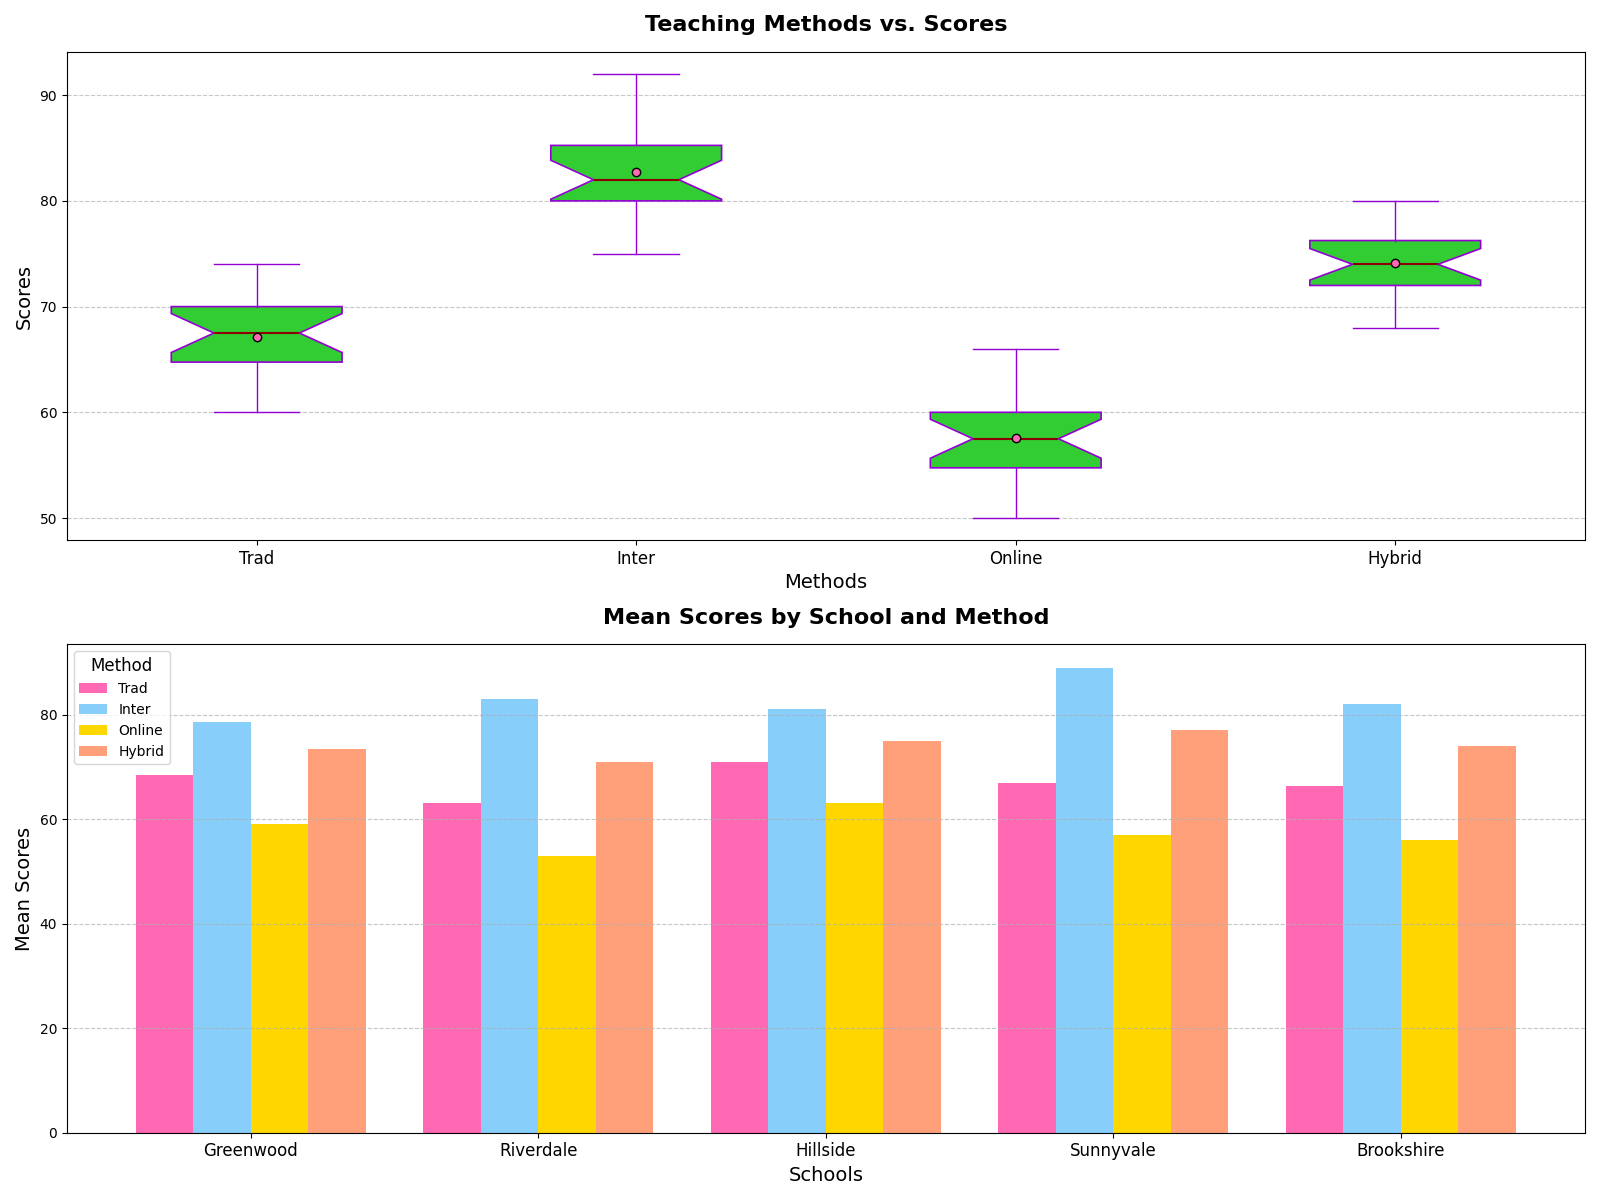 Teaching Methods vs. Scores
Scores
90
80
70
60
50
Trad Inter Online Hybrid
Methods
Mean Scores by School and Method
Mean Scores
80
60
40
20
0
Method
Trad
Inter
Online
Hybrid
Greenwood Riverdale Hillside Sunnyvale Brookshire
Schools